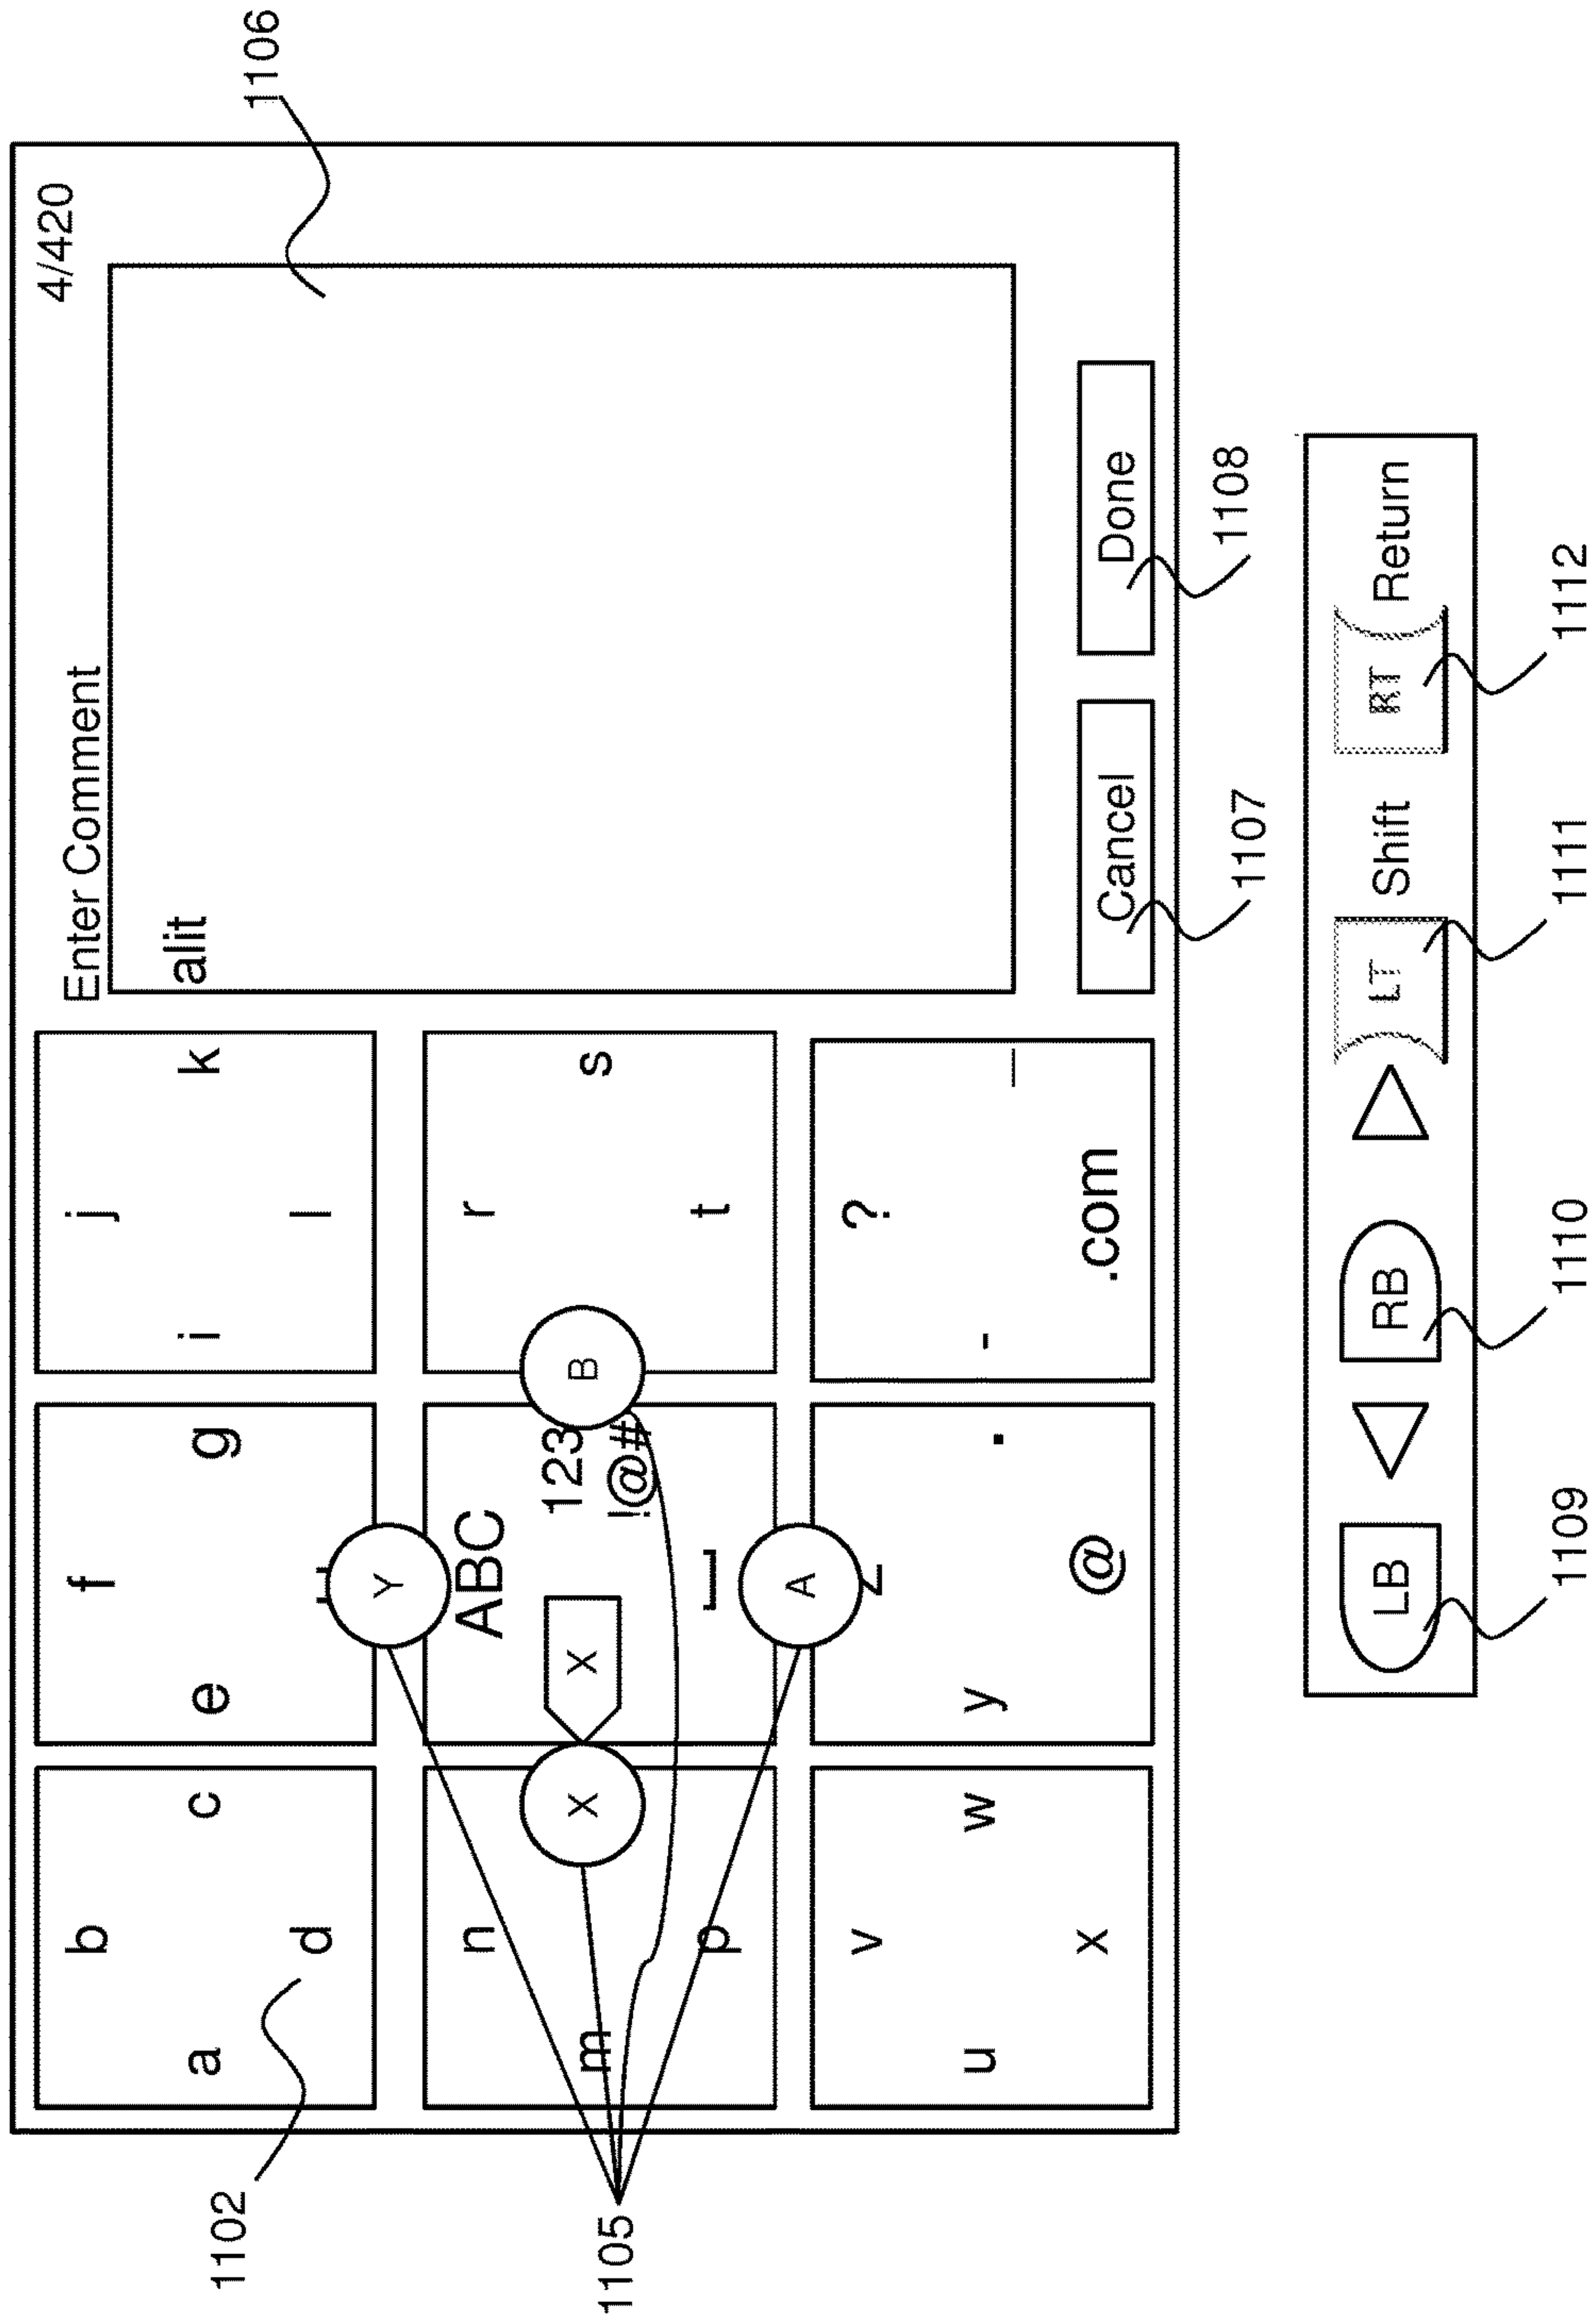 4/420
1106
Enter Comment
b f j
alit
a c e g i k
1102
d l
Y
n ABC r
123
m X X B s
!@#
1105
p t
A
v ?
u w y . - _
x @ .com
Cancel Done
1107 1108
LB RB LT Shift RT Return
1109 1110 1111 1112